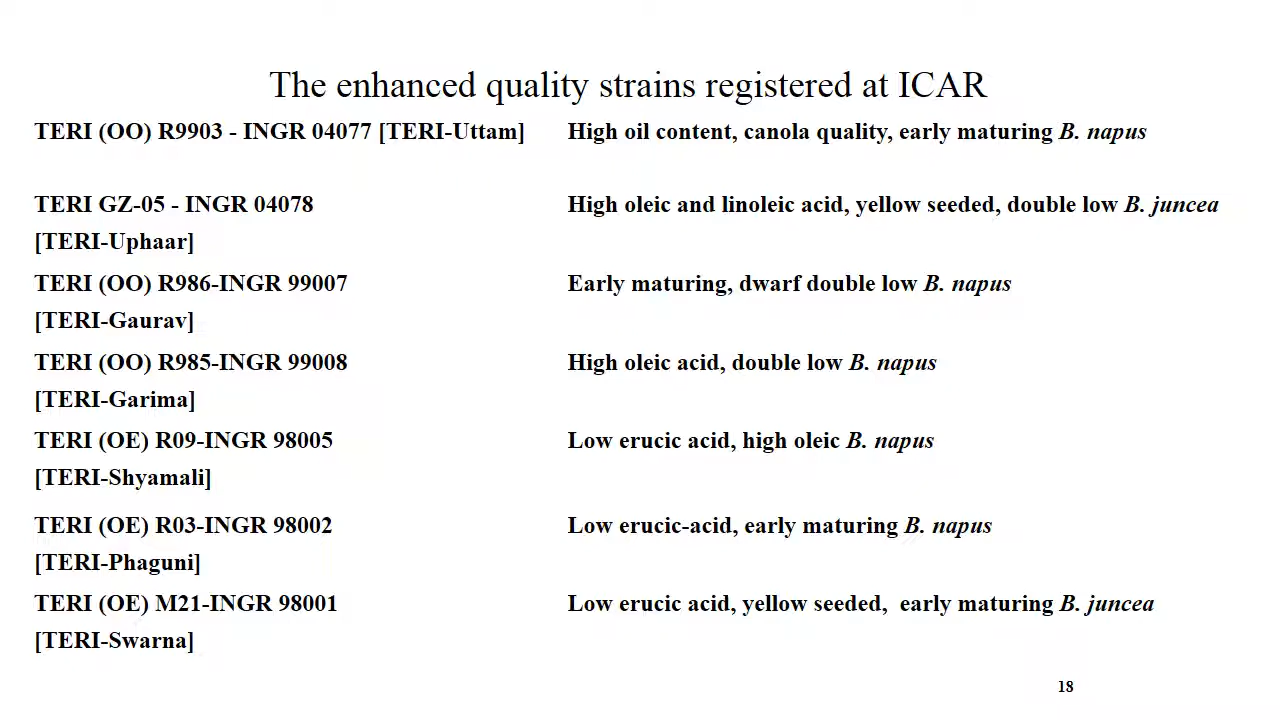 The enhanced quality strains registered at ICAR
TERI (OO) R9903 - INGR 04077 [TERI-Uttam] High oil content, canola quality, early maturing B. napus
TERI GZ-05 - INGR 04078 High oleic and linoleic acid, yellow seeded, double low B. juncea
[TERI-Uphaar]
TERI (OO) R986-INGR 99007 Early maturing, dwarf double low B. napus
[TERI-Gaurav]
TERI (OO) R985-INGR 99008 High oleic acid, double low B. napus
[TERI-Garima]
TERI (OE) R09-INGR 98005 Low erucic acid, high oleic B. napus
[TERI-Shyamali]
TERI (OE) R03-INGR 98002 Low erucic-acid, early maturing B. napus
[TERI-Phaguni]
TERI (OE) M21-INGR 98001 Low erucic acid, yellow seeded, early maturing B. juncea
[TERI-Swarna]
18